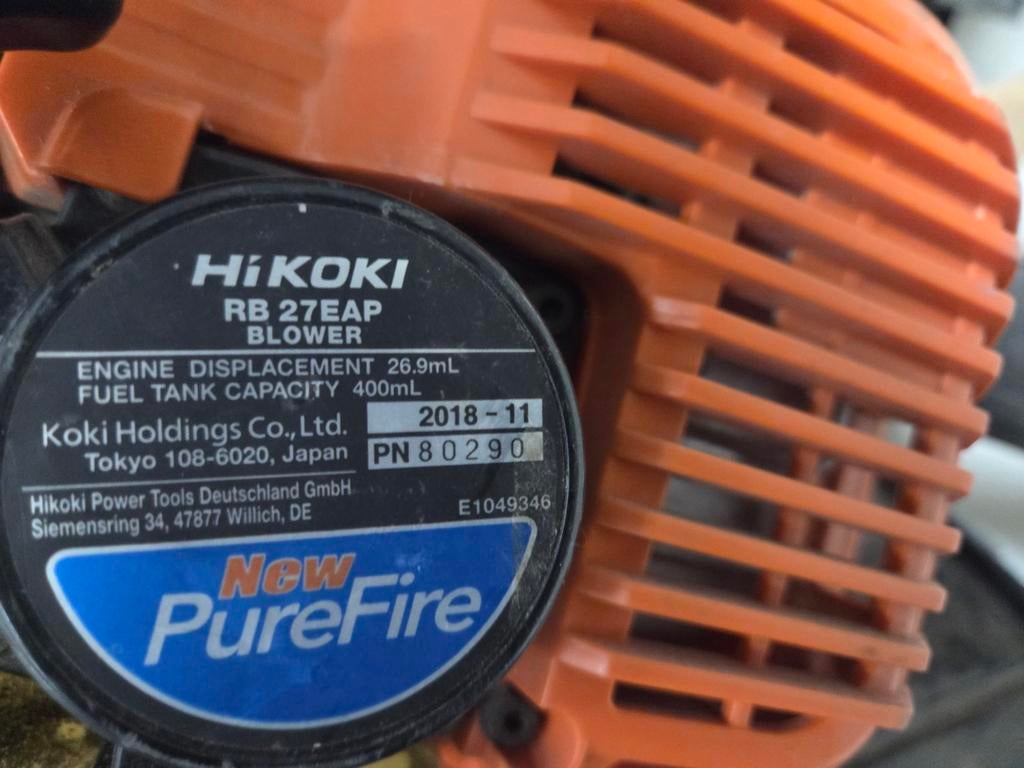 HiKOKI
RB 27EAP
BLOWER
ENGINE DISPLACEMENT 26.9mL
FUEL TANK CAPACITY 400mL
Koki Holdings Co.,Ltd.
Tokyo 108-6020, Japan
2018-11
PN 80290
Hikoki Power Tools Deutschland GmbH
Siemensring 34, 47877 Willich, DE
E1049346
New
PureFire